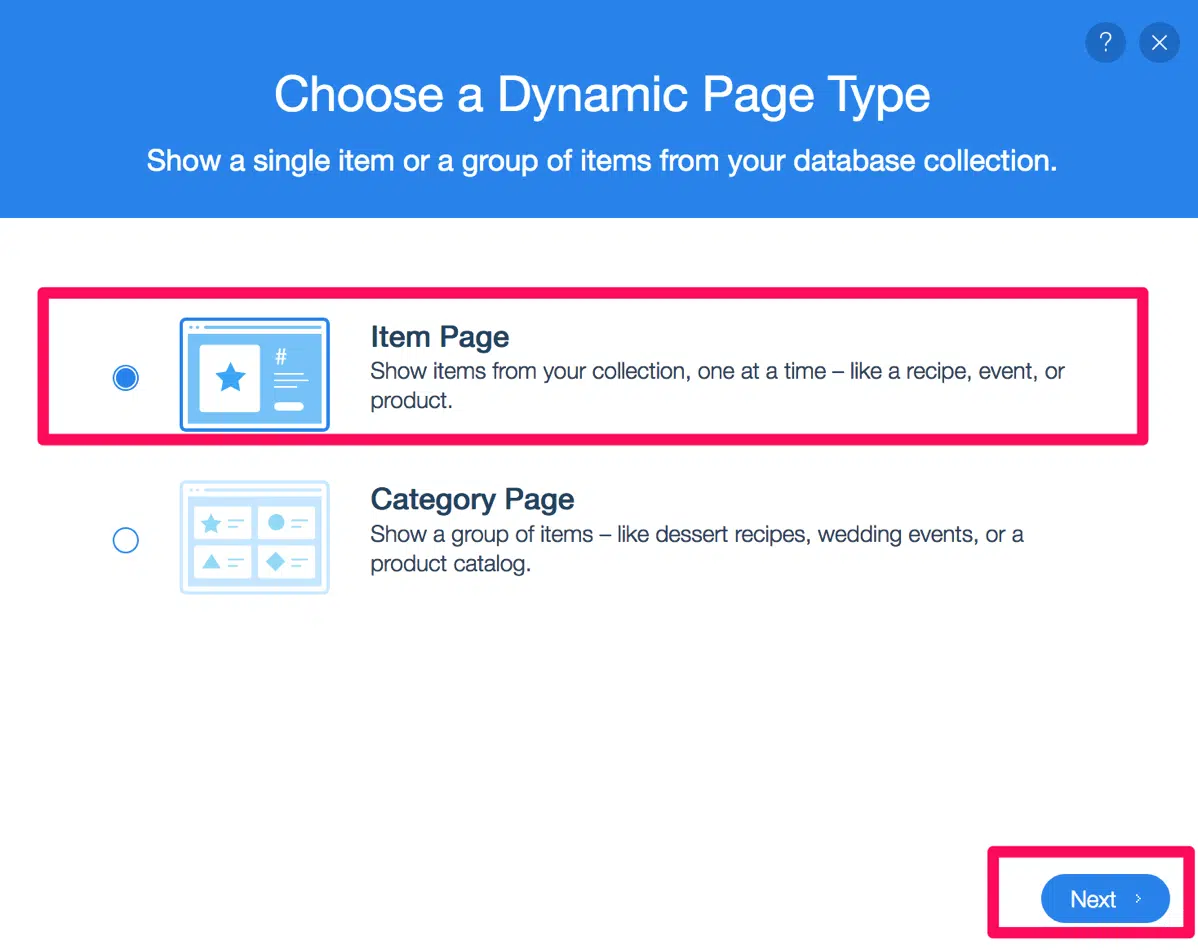 ?
Choose a Dynamic Page Type
Show a single item or a group of items from your database collection.
#
Item Page
Show items from your collection, one at a time – like a recipe, event, or
product.
Category Page
Show a group of items – like dessert recipes, wedding events, or a
product catalog.
Next